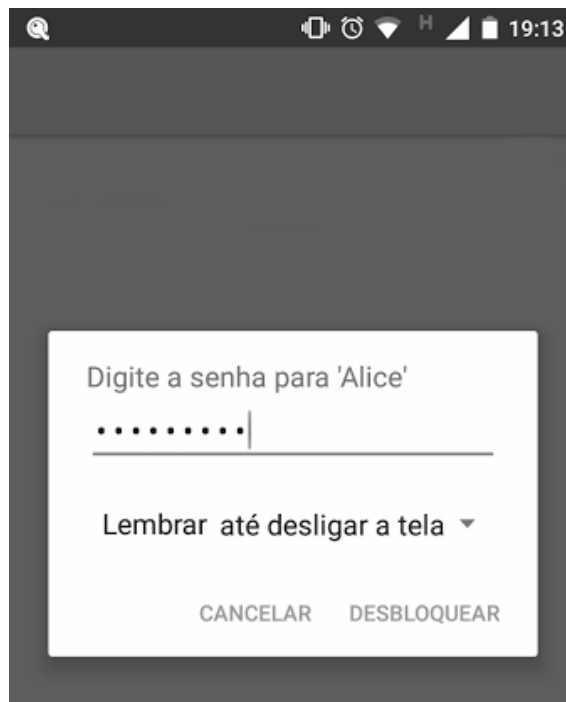 H 19:13
Digite a senha para 'Alice'
•••••••••
Lembrar até desligar a tela
CANCELAR DESBLOQUEAR